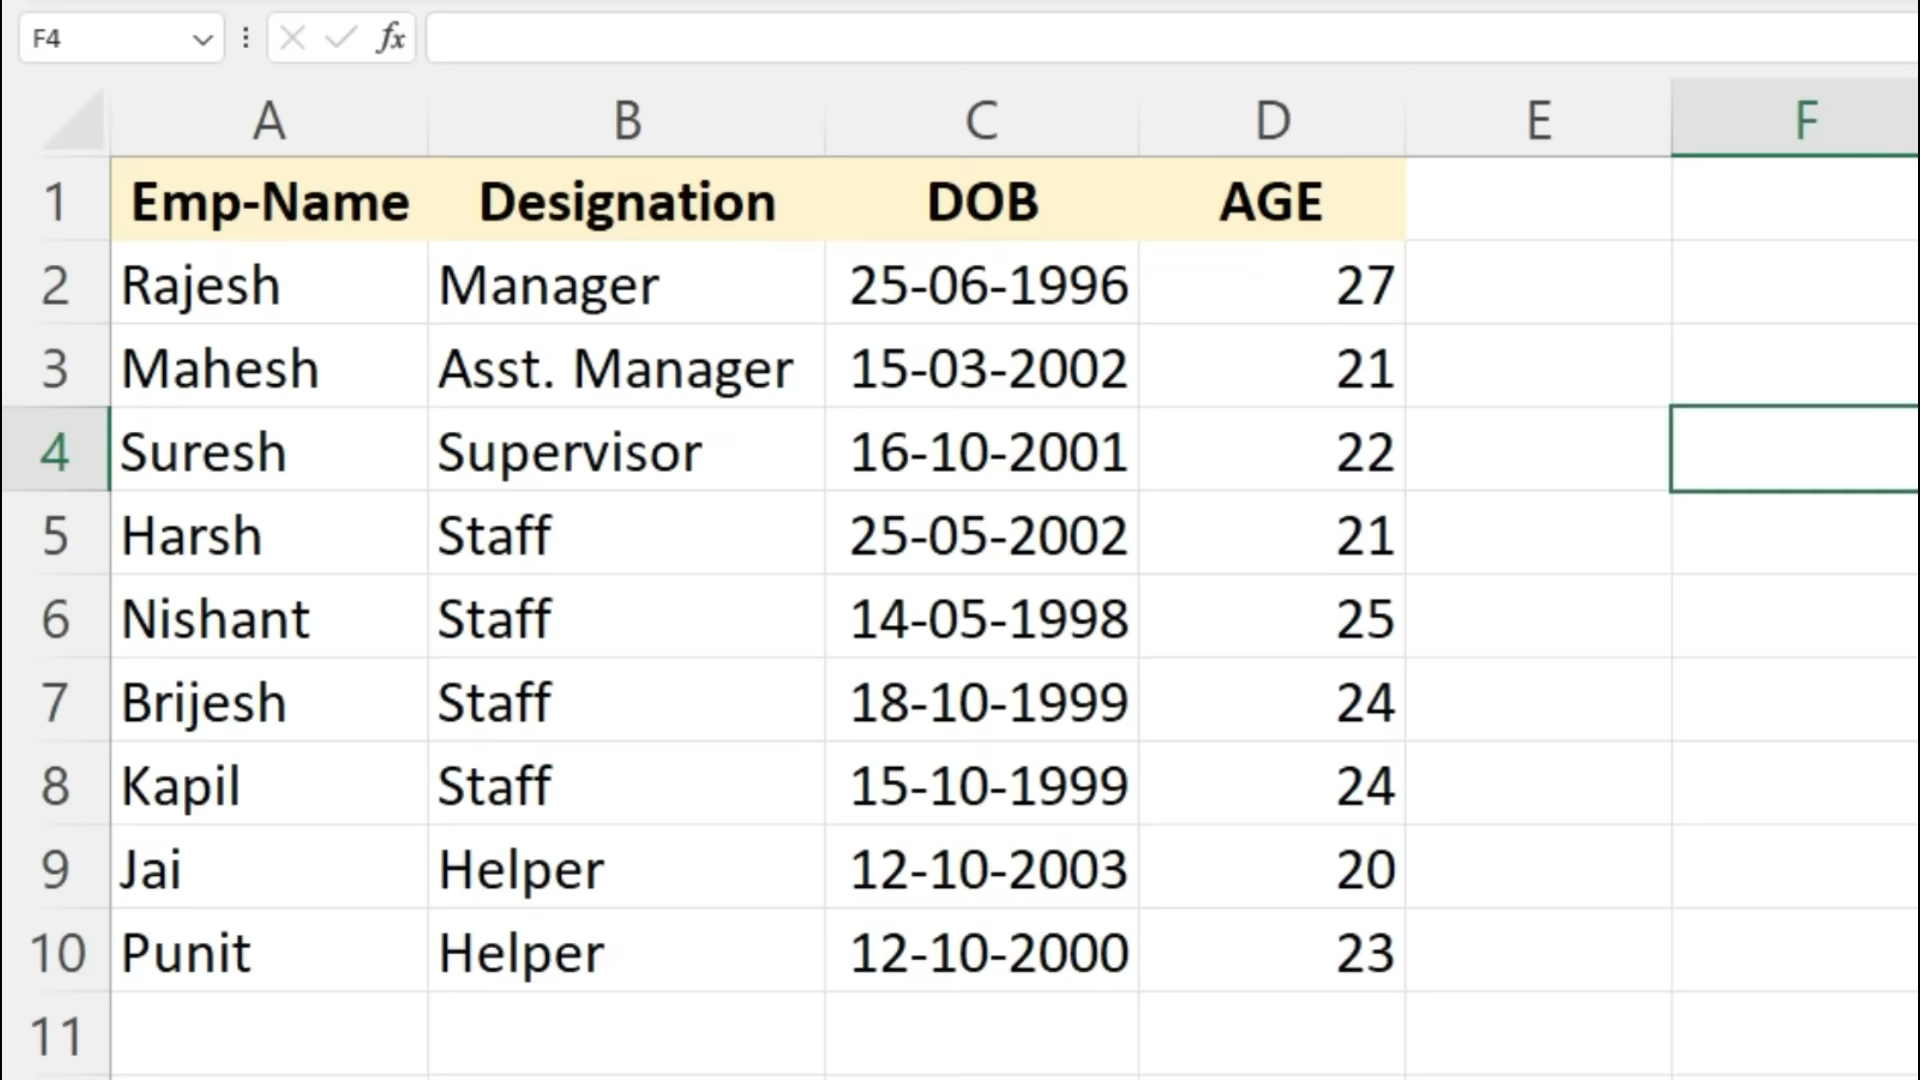 F4 fx
A B C D E F
1 Emp-Name Designation DOB AGE
2 Rajesh Manager 25-06-1996 27
3 Mahesh Asst. Manager 15-03-2002 21
4 Suresh Supervisor 16-10-2001 22
5 Harsh Staff 25-05-2002 21
6 Nishant Staff 14-05-1998 25
7 Brijesh Staff 18-10-1999 24
8 Kapil Staff 15-10-1999 24
9 Jai Helper 12-10-2003 20
10 Punit Helper 12-10-2000 23
11